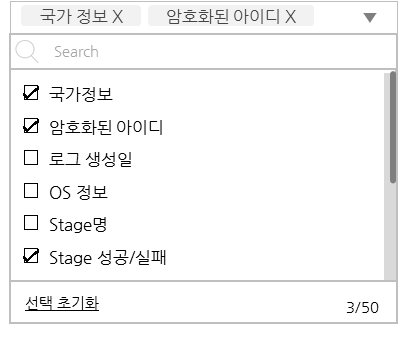 국가 정보 X 암호화된 아이디 X
Search
국가정보
암호화된 아이디
로그 생성일
OS 정보
Stage명
Stage 성공/실패
선택 초기화
3/50